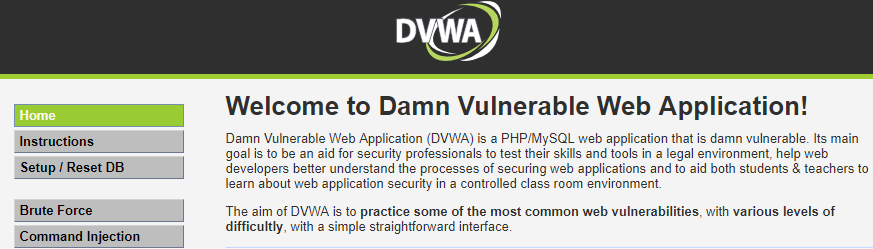 DVWA
Home
Instructions
Setup / Reset DB
Brute Force
Command Injection
Welcome to Damn Vulnerable Web Application!
Damn Vulnerable Web Application (DVWA) is a PHP/MySQL web application that is damn vulnerable. Its main
goal is to be an aid for security professionals to test their skills and tools in a legal environment, help web
developers better understand the processes of securing web applications and to aid both students & teachers to
learn about web application security in a controlled class room environment.
The aim of DVWA is to practice some of the most common web vulnerabilities, with various levels of
difficultly, with a simple straightforward interface.